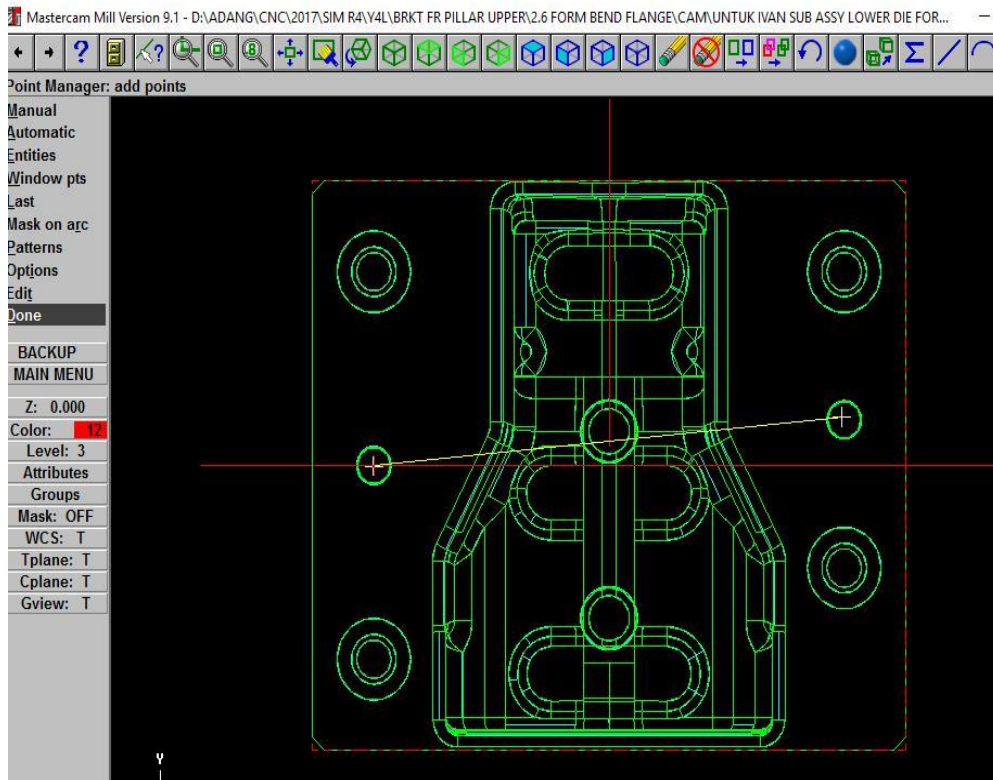 Mastercam Mill Version 9.1 - D:\ADANG\CNC\2017\SIM R4\Y4L\BRKT FR PILLAR UPPER\2.6 FORM BEND FLANGE\CAM\UNTUK IVAN SUB ASSY LOWER DIE FOR...
Point Manager: add points
Manual
Automatic
Entities
Window pts
Last
Mask on arc
Patterns
Options
Edit
Done
BACKUP
MAIN MENU
Z: 0.000
Color: 12
Level: 3
Attributes
Groups
Mask: OFF
WCS: T
Tplane: T
Cplane: T
Gview: T
Y